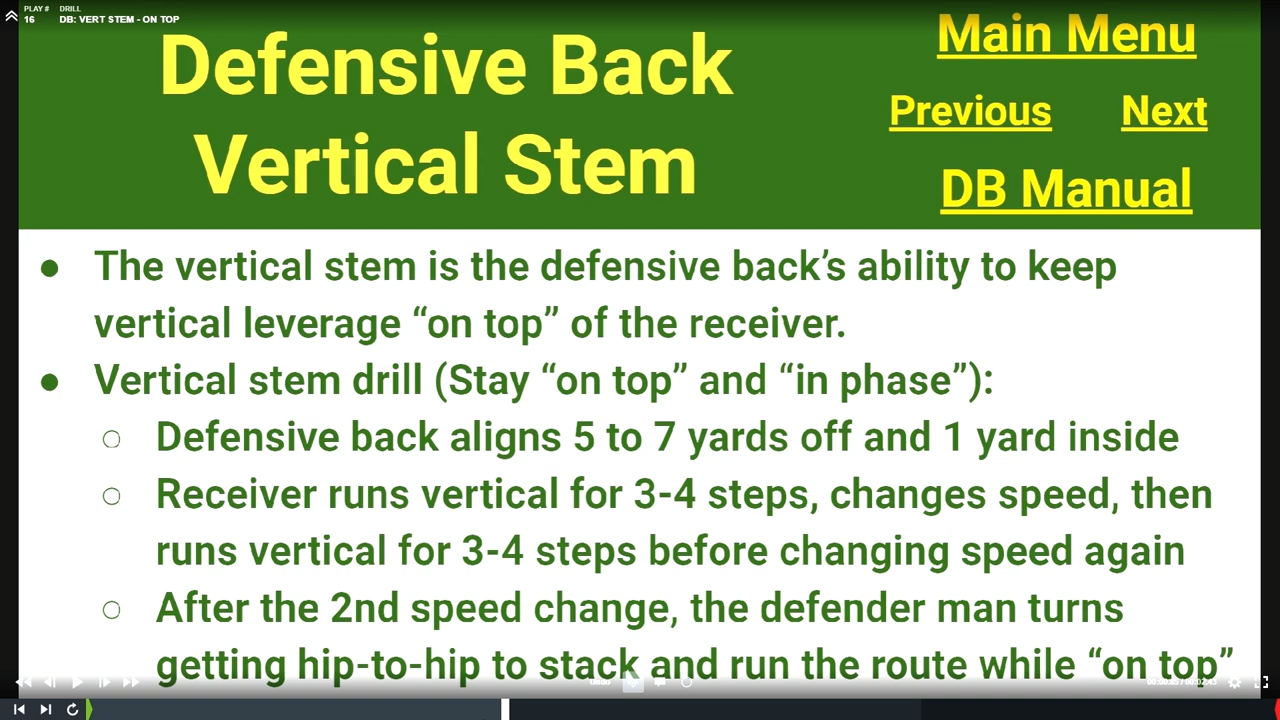 PLAY # DRILL
16 DB: VERT STEM - ON TOP
Defensive Back
Vertical Stem
Main Menu
Previous Next
DB Manual
● The vertical stem is the defensive back’s ability to keep
vertical leverage “on top” of the receiver.
● Vertical stem drill (Stay “on top” and “in phase”):
○ Defensive back aligns 5 to 7 yards off and 1 yard inside
○ Receiver runs vertical for 3-4 steps, changes speed, then
runs vertical for 3-4 steps before changing speed again
○ After the 2nd speed change, the defender man turns
getting hip-to-hip to stack and run the route while “on top”